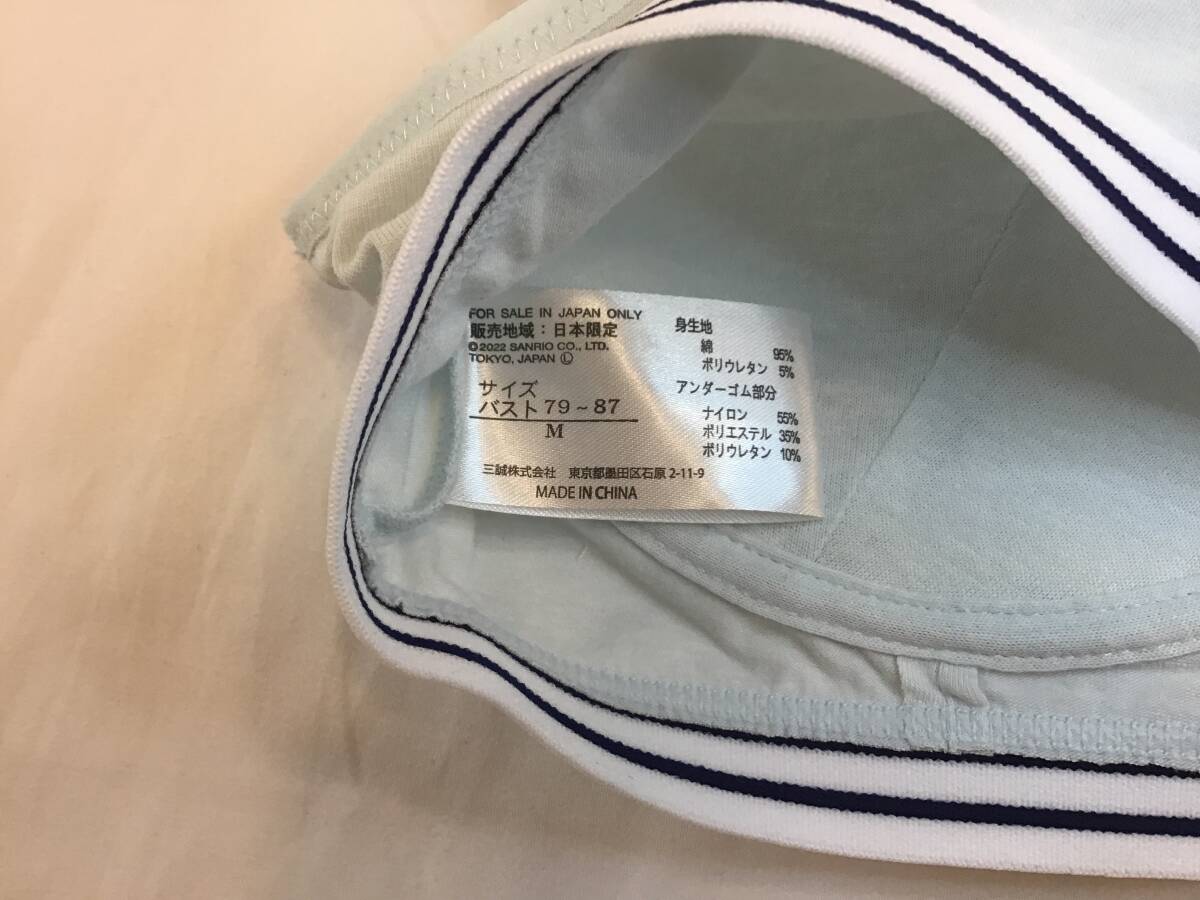 FOR SALE IN JAPAN ONLY
販売地域：日本限定
©2022 SANRIO CO., LTD.
TOKYO, JAPAN Ⓛ
サイズ
バスト 79～87
M
身生地
綿 95%
ポリウレタン 5%
アンダーゴム部分
ナイロン 55%
ポリエステル 35%
ポリウレタン 10%
三誠株式会社 東京都墨田区石原 2-11-9
MADE IN CHINA